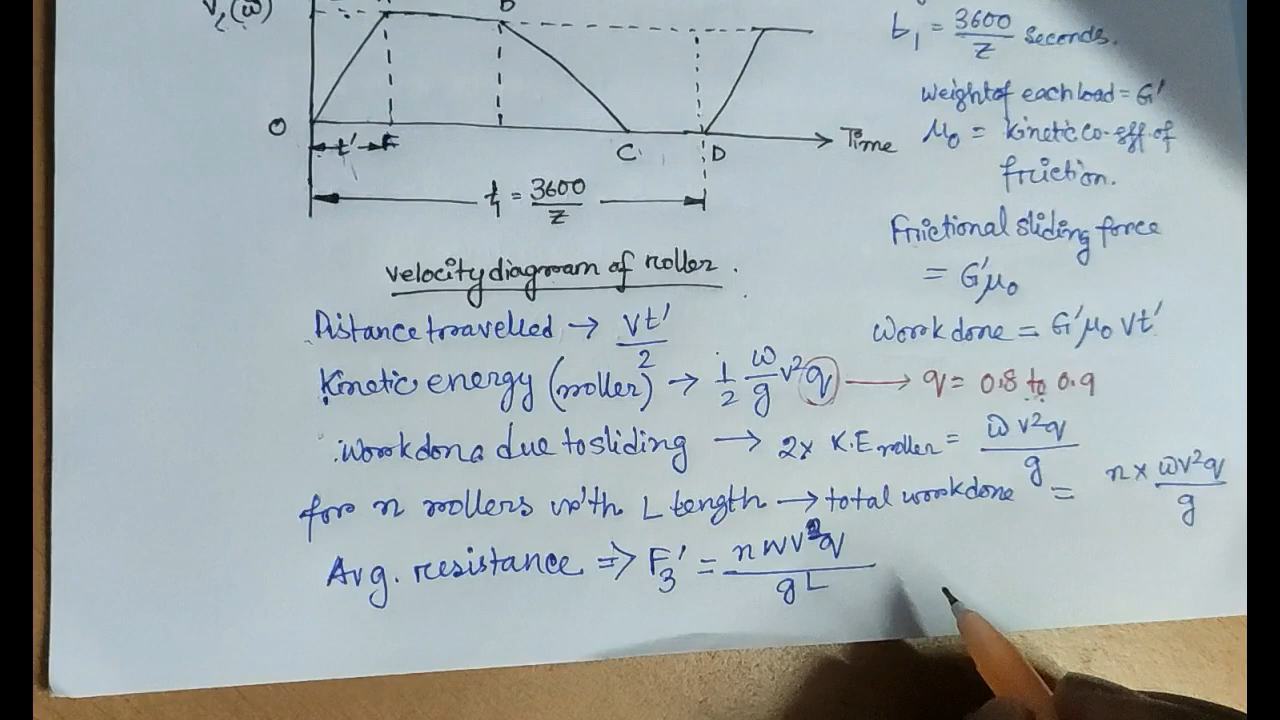 V₂(ω)
B
O
t'
F
C
D
Time
t₁ = 3600/z
velocity diagram of roller.
Distance travelled → Vt'/2
Kinetic energy (roller) → 1/2 ω/g v²q → q = 0.8 to 0.9
work dona due to sliding → 2x K.E roller = ωv²q/g
for n rollers with L length → total work done = n × ωv²q/g
Avg. resistance ⇒ F₃' = nWv²q/gL
t₁ = 3600/z seconds.
weight of each load = G'
μ₀ = kinetic co-eff. of
friction.
Frictional sliding force
= G'μ₀
Work done = G'μ₀ Vt'